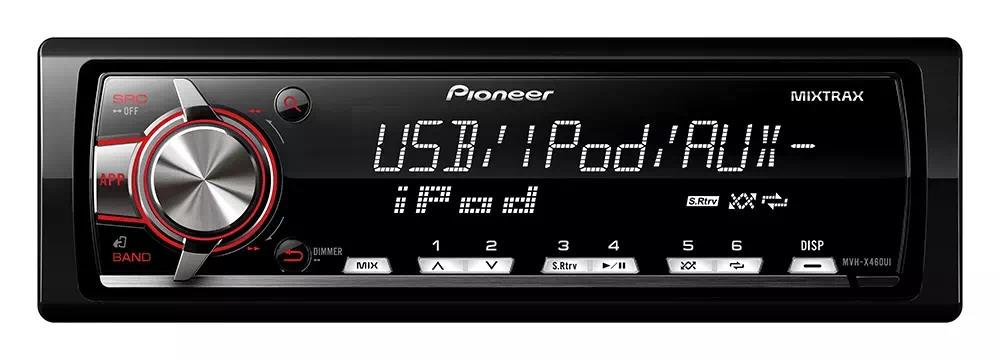 Pioneer
MIXTRAX
SRC
OFF
APP
BAND
USB/iPod/AUX-
iPod
S.Rtrv
DIMMER
MIX
1 2 3 4 5 6
S.Rtrv
DISP
MVH-X460UI